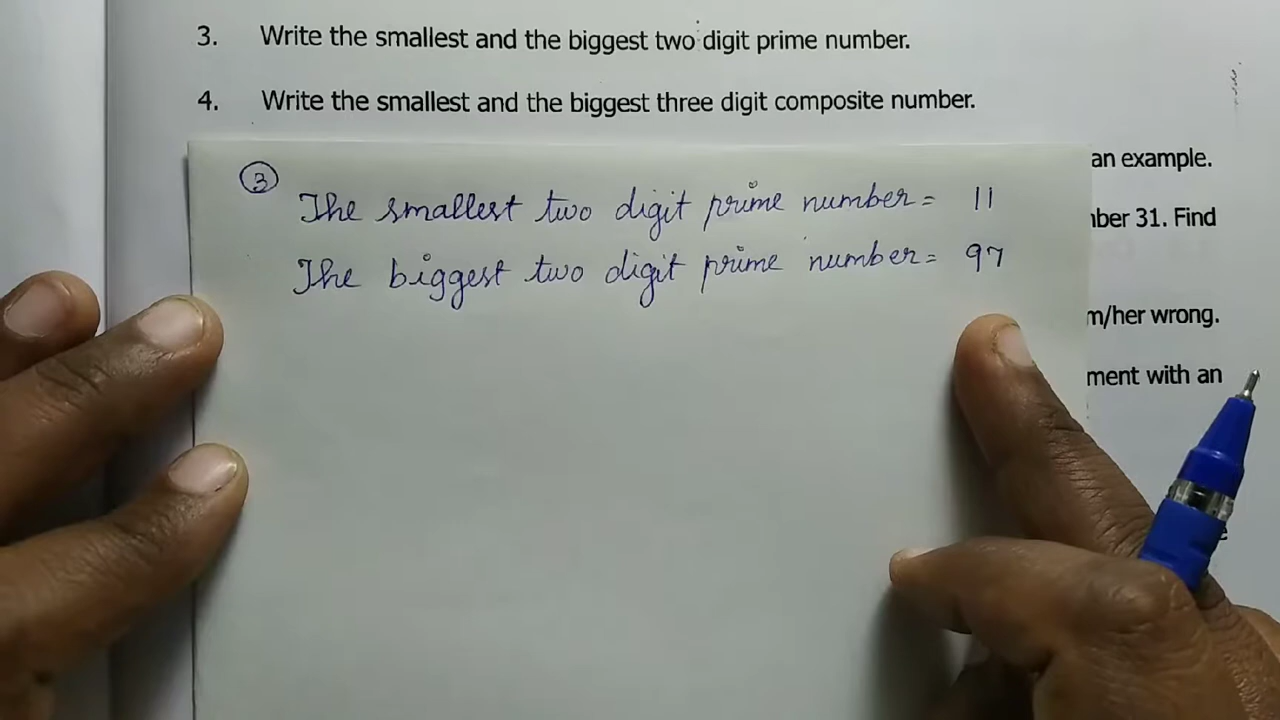 3. Write the smallest and the biggest two digit prime number.
4. Write the smallest and the biggest three digit composite number.
an example.
③ The smallest two digit prime number = 11
nber 31. Find
The biggest two digit prime number = 97
m/her wrong.
ment with an